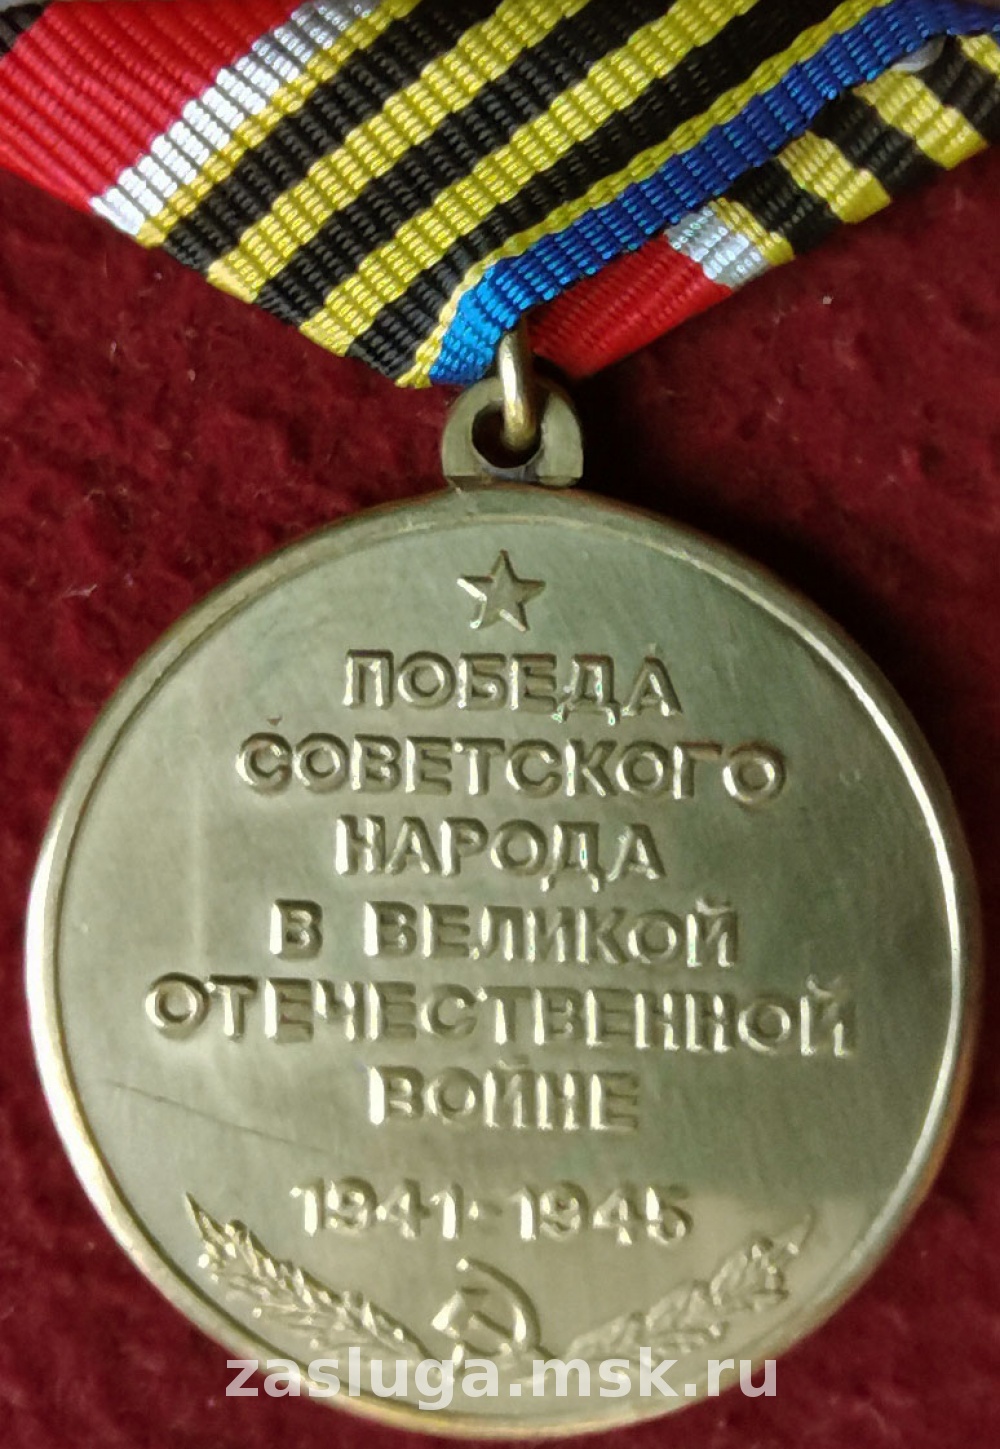 ПОБЕДА
СОВЕТСКОГО
НАРОДА
В ВЕЛИКОЙ
ОТЕЧЕСТВЕННОЙ
ВОЙНЕ
1941-1945
zasluga.msk.ru